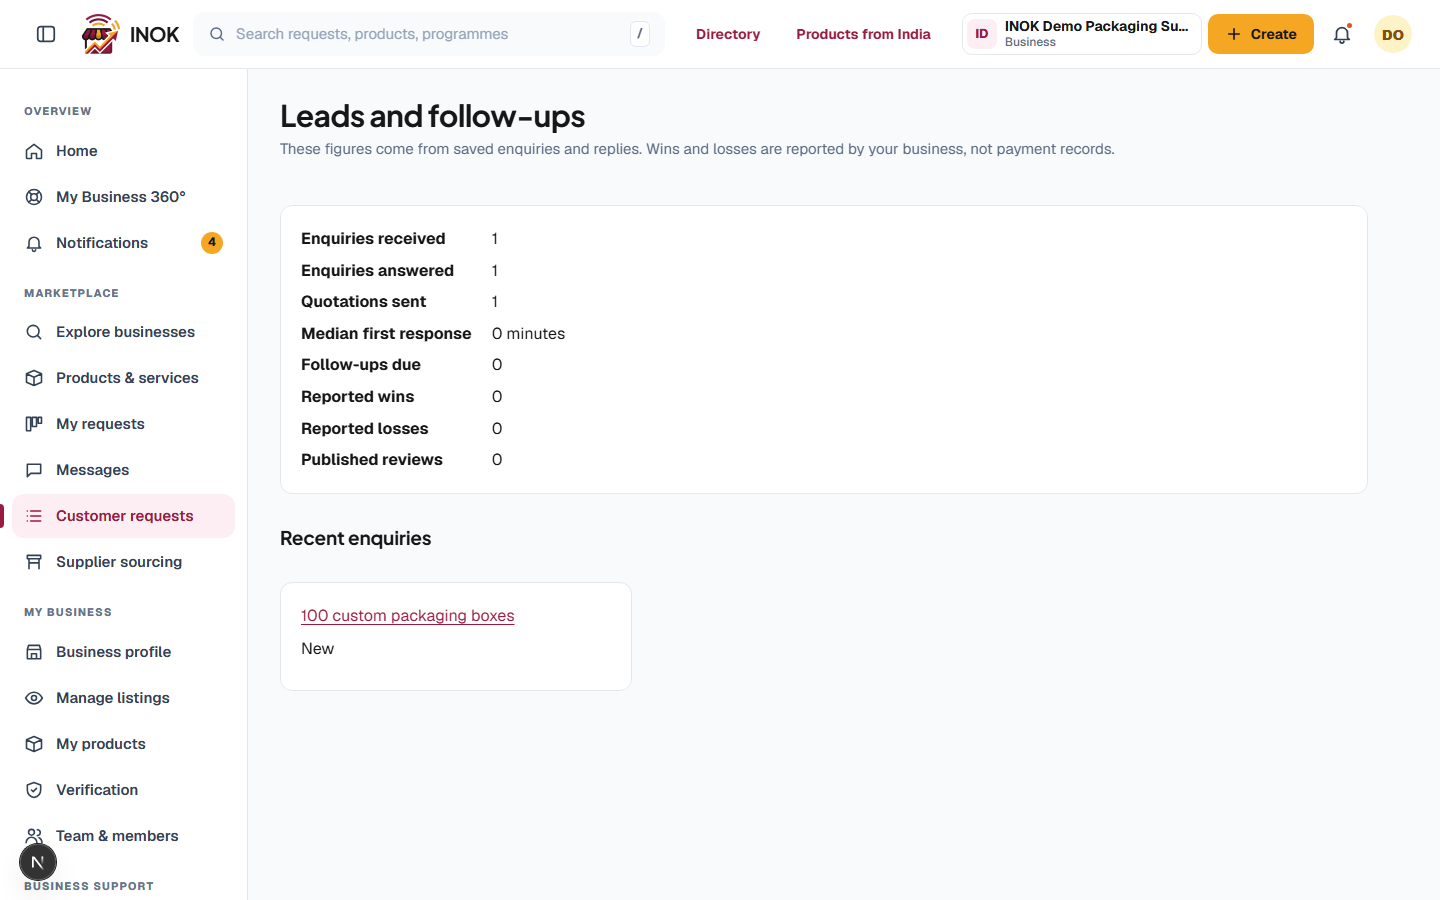 INOK
Search requests, products, programmes
/
Directory
Products from India
ID
INOK Demo Packaging Su...
Business
Create
DO
OVERVIEW
Home
My Business 360°
Notifications
4
MARKETPLACE
Explore businesses
Products & services
My requests
Messages
Customer requests
Supplier sourcing
MY BUSINESS
Business profile
Manage listings
My products
Verification
Team & members
N
BUSINESS SUPPORT
Leads and follow-ups
These figures come from saved enquiries and replies. Wins and losses are reported by your business, not payment records.
Enquiries received 1
Enquiries answered 1
Quotations sent 1
Median first response 0 minutes
Follow-ups due 0
Reported wins 0
Reported losses 0
Published reviews 0
Recent enquiries
100 custom packaging boxes
New